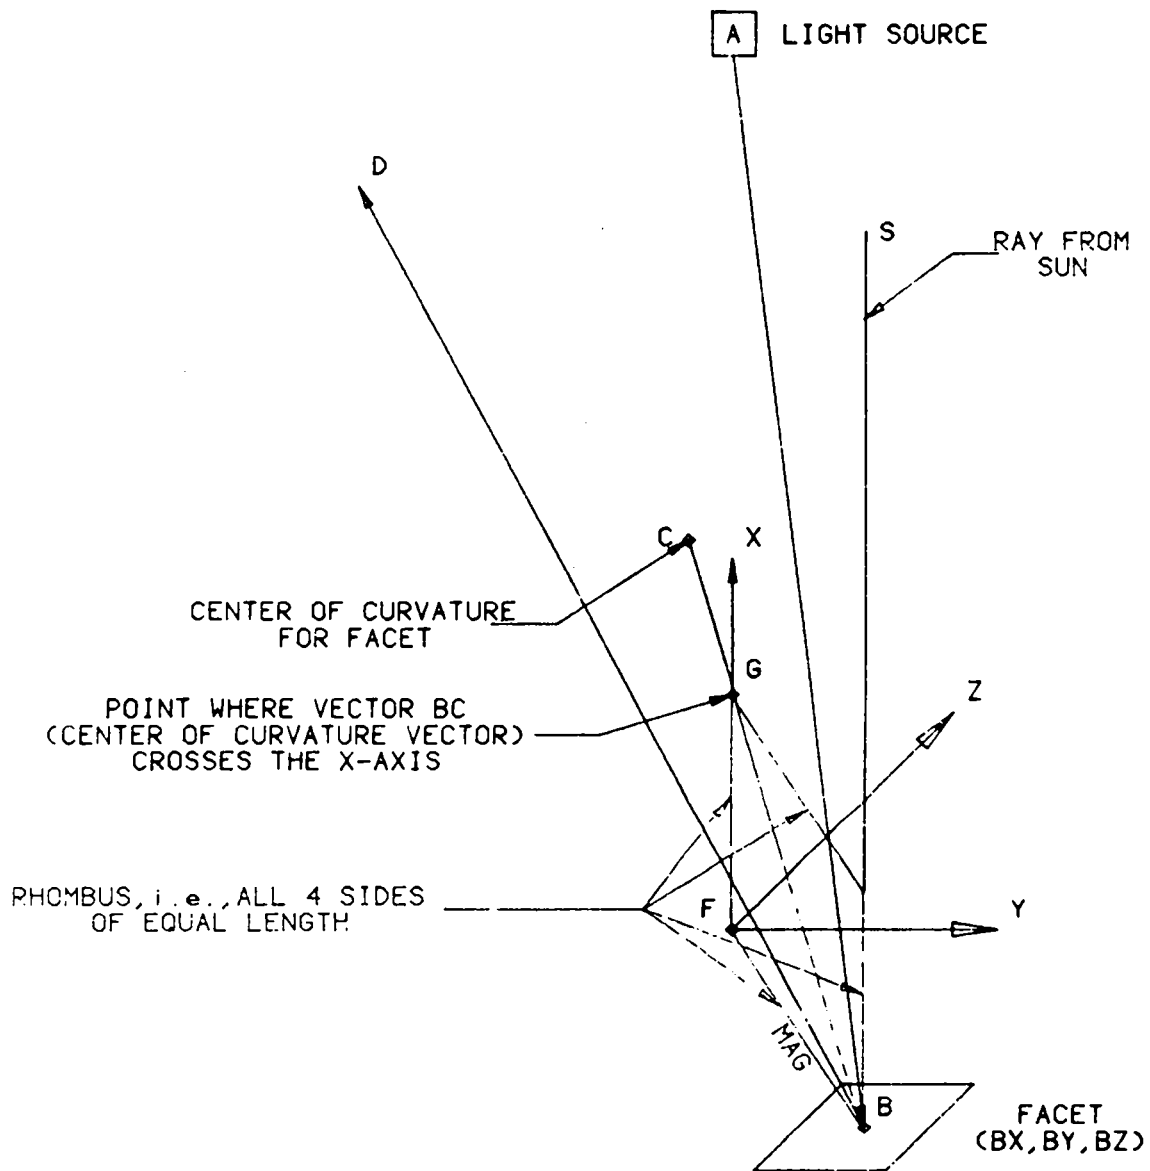 A LIGHT SOURCE
D
S
RAY FROM
SUN
C
X
CENTER OF CURVATURE
FOR FACET
G
Z
POINT WHERE VECTOR BC
(CENTER OF CURVATURE VECTOR)
CROSSES THE X-AXIS
RHOMBUS, i.e., ALL 4 SIDES
OF EQUAL LENGTH
F
Y
MAG
B
FACET
(BX, BY, BZ)